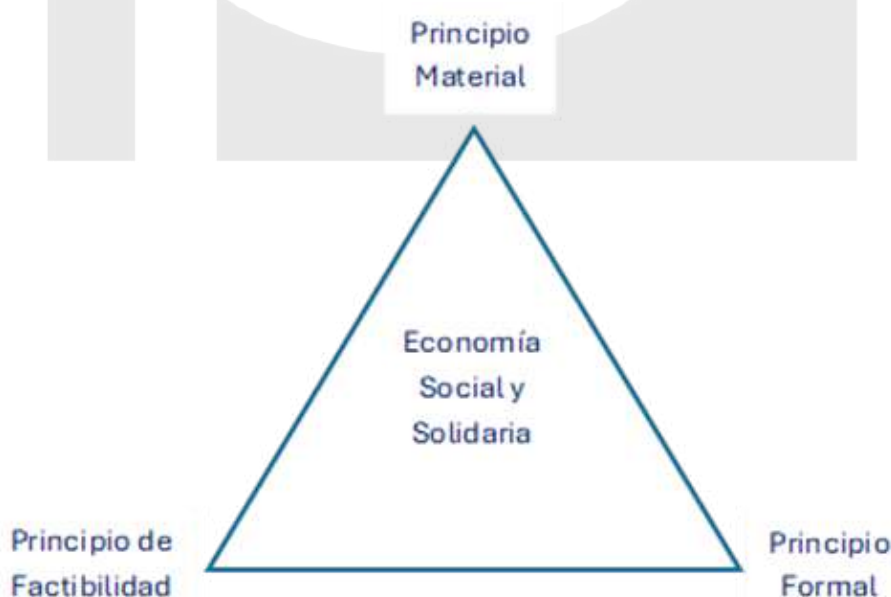 Principio
Material
Economía
Social y
Solidaria
Principio de
Factibilidad
Principio
Formal